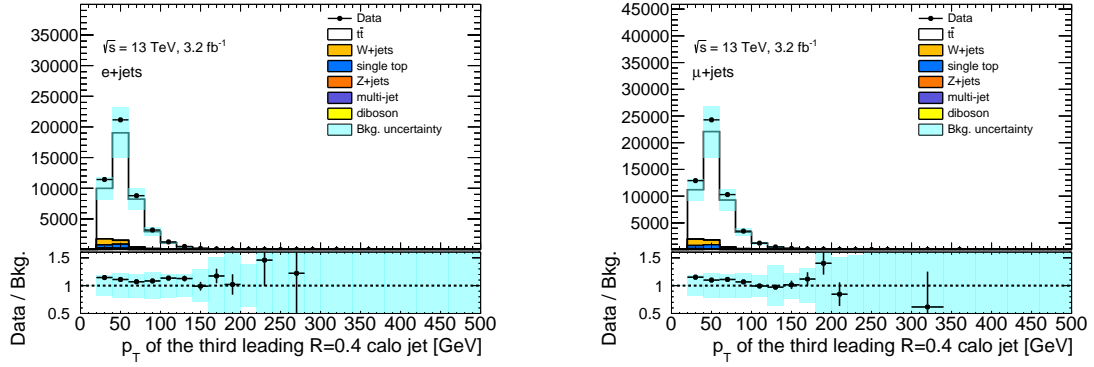 40000
35000
30000
25000
20000
15000
10000
5000
√s = 13 TeV, 3.2 fb⁻¹
e+jets
Data
tt̄
W+jets
single top
Z+jets
multi-jet
diboson
Bkg. uncertainty
Data / Bkg.
1.5
1
0.5
0 50 100 150 200 250 300 350 400 450 500
p_T of the third leading R=0.4 calo jet [GeV]
45000
40000
35000
30000
25000
20000
15000
10000
5000
√s = 13 TeV, 3.2 fb⁻¹
μ+jets
Data
tt̄
W+jets
single top
Z+jets
multi-jet
diboson
Bkg. uncertainty
Data / Bkg.
1.5
1
0.5
0 50 100 150 200 250 300 350 400 450 500
p_T of the third leading R=0.4 calo jet [GeV]